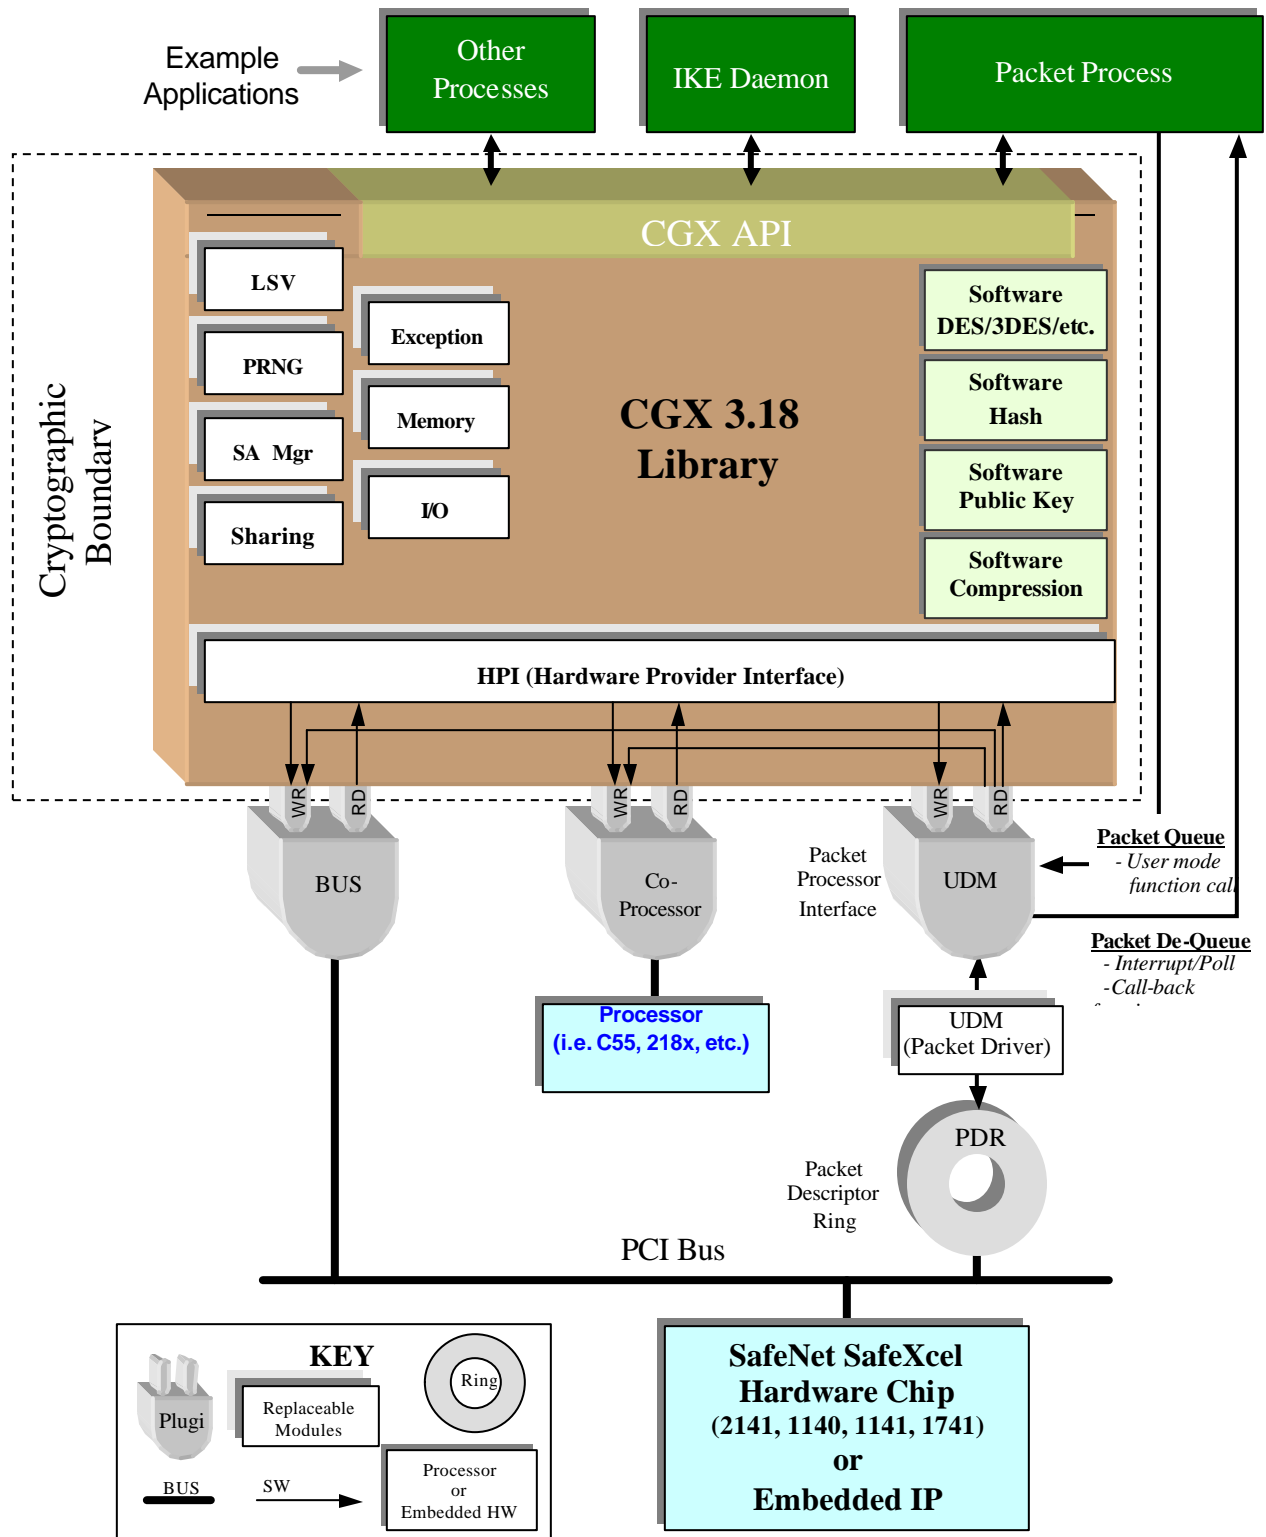 Example
Applications
Other
Processes
IKE Daemon
Packet Process
Cryptographic
Boundary
CGX API
LSV
PRNG
SA Mgr
Sharing
Exception
Memory
I/O
CGX 3.18
Library
Software
DES/3DES/etc.
Software
Hash
Software
Public Key
Software
Compression
HPI (Hardware Provider Interface)
WR
RD
WR
RD
WR
RD
BUS
Co-
Processor
Packet
Processor
Interface
UDM
Packet Queue
- User mode
function call
Packet De-Queue
- Interrupt/Poll
-Call-back
Processor
(i.e. C55, 218x, etc.)
UDM
(Packet Driver)
PDR
Packet
Descriptor
Ring
PCI Bus
KEY
Plugi
Replaceable
Modules
Ring
BUS
SW
Processor
or
Embedded HW
SafeNet SafeXcel
Hardware Chip
(2141, 1140, 1141, 1741)
or
Embedded IP